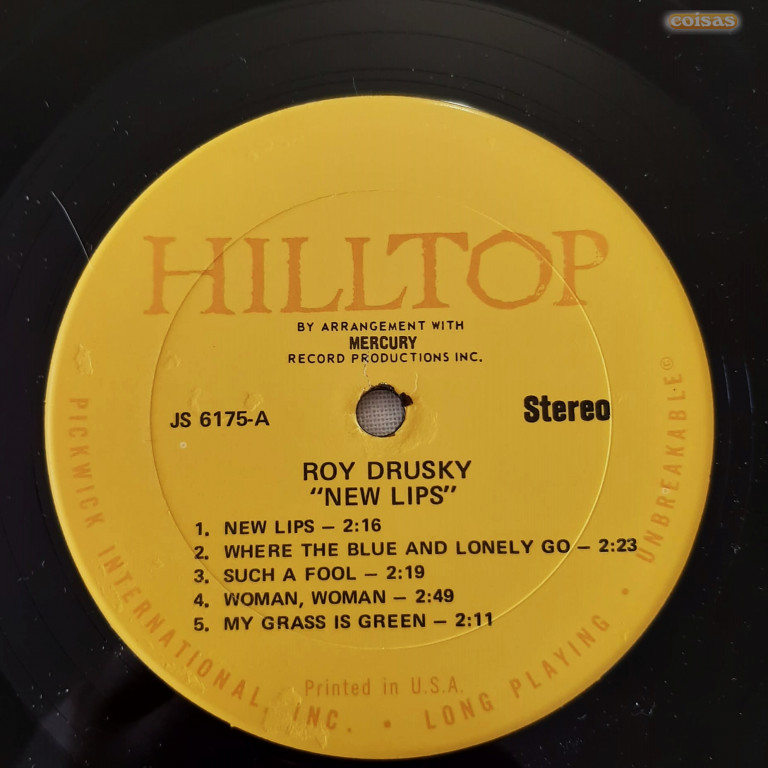 coisas
HILLTOP
BY ARRANGEMENT WITH
MERCURY
RECORD PRODUCTIONS INC.
JS 6175-A
Stereo
ROY DRUSKY
“NEW LIPS”
1. NEW LIPS – 2:16
2. WHERE THE BLUE AND LONELY GO – 2:23
3. SUCH A FOOL – 2:19
4. WOMAN, WOMAN – 2:49
5. MY GRASS IS GREEN – 2:11
Printed in U.S.A.
PICKWICK INTERNATIONAL, INC. • LONG PLAYING • UNBREAKABLE ©